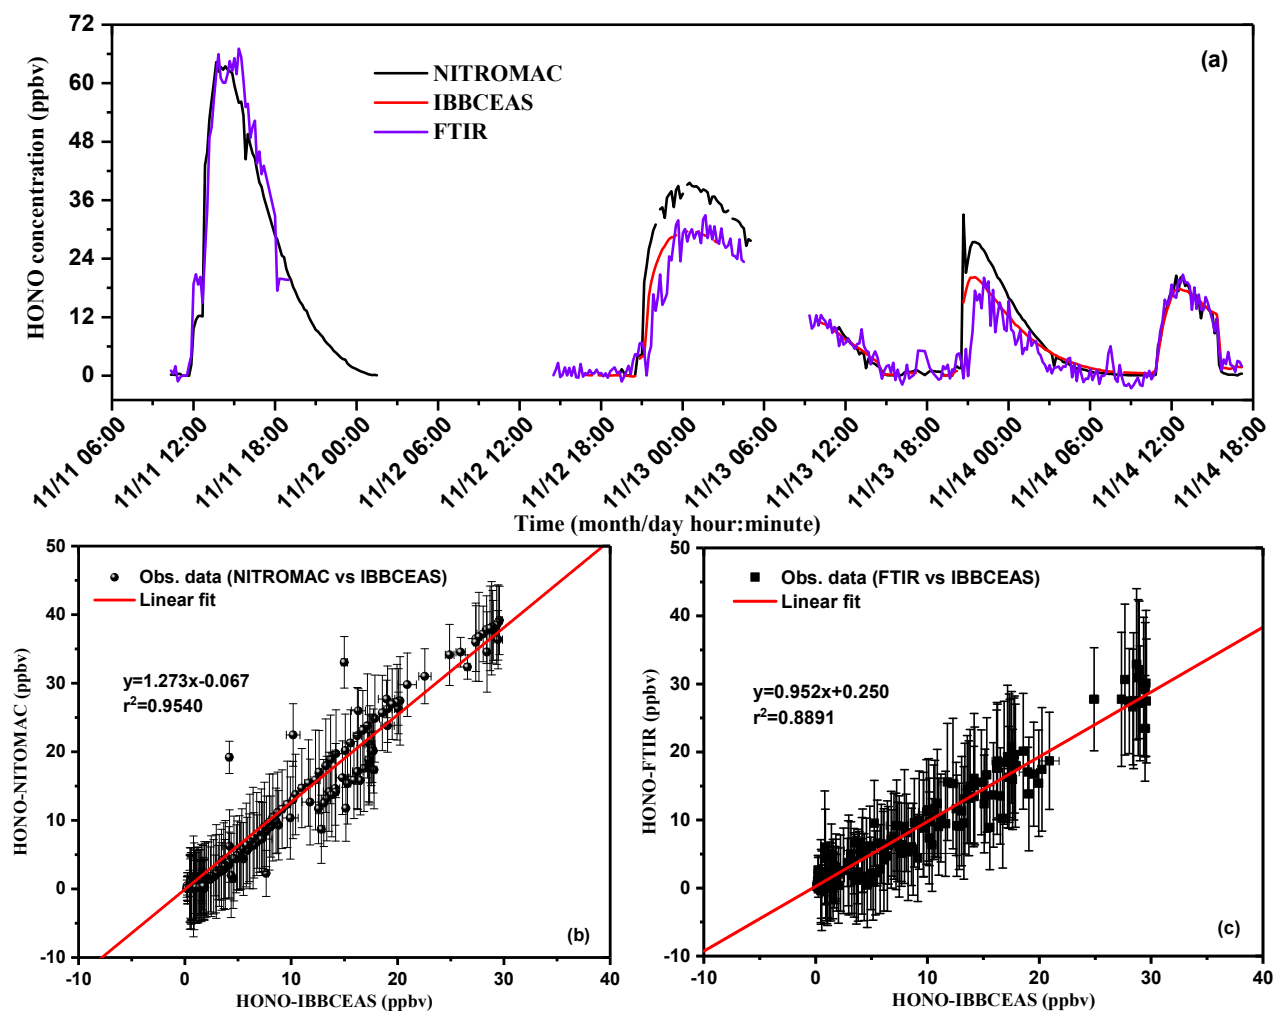 72
60
48
36
24
12
0
HONO concentration (ppbv)
(a)
NITROMAC
IBBCEAS
FTIR
11/11 06:00
11/11 12:00
11/11 18:00
11/12 00:00
11/12 06:00
11/12 12:00
11/12 18:00
11/13 00:00
11/13 06:00
11/13 12:00
11/13 18:00
11/14 00:00
11/14 06:00
11/14 12:00
11/14 18:00
Time (month/day hour:minute)
50
40
30
20
10
0
-10
HONO-NITOMAC (ppbv)
Obs. data (NITROMAC vs IBBCEAS)
Linear fit
y=1.273x-0.067
r²=0.9540
(b)
-10
0
10
20
30
40
HONO-IBBCEAS (ppbv)
50
40
30
20
10
0
-10
HONO-FTIR (ppbv)
Obs. data (FTIR vs IBBCEAS)
Linear fit
y=0.952x+0.250
r²=0.8891
(c)
-10
0
10
20
30
40
HONO-IBBCEAS (ppbv)